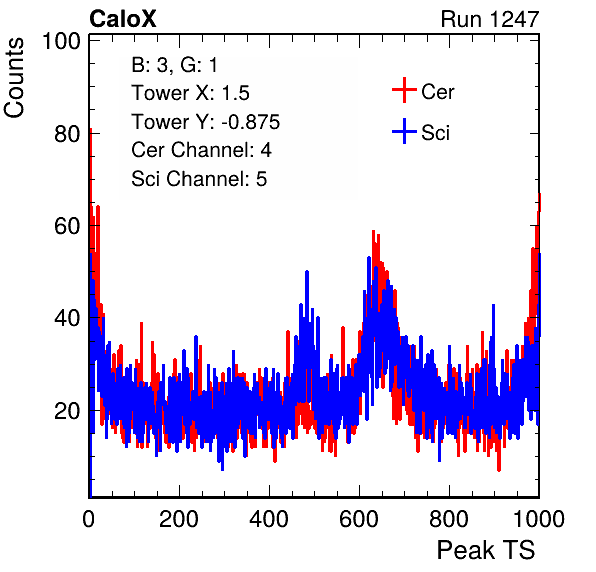 CaloX Run 1247
Counts
100
80
60
40
20
B: 3, G: 1
Tower X: 1.5
Tower Y: -0.875
Cer Channel: 4
Sci Channel: 5
Cer
Sci
0 200 400 600 800 1000
Peak TS